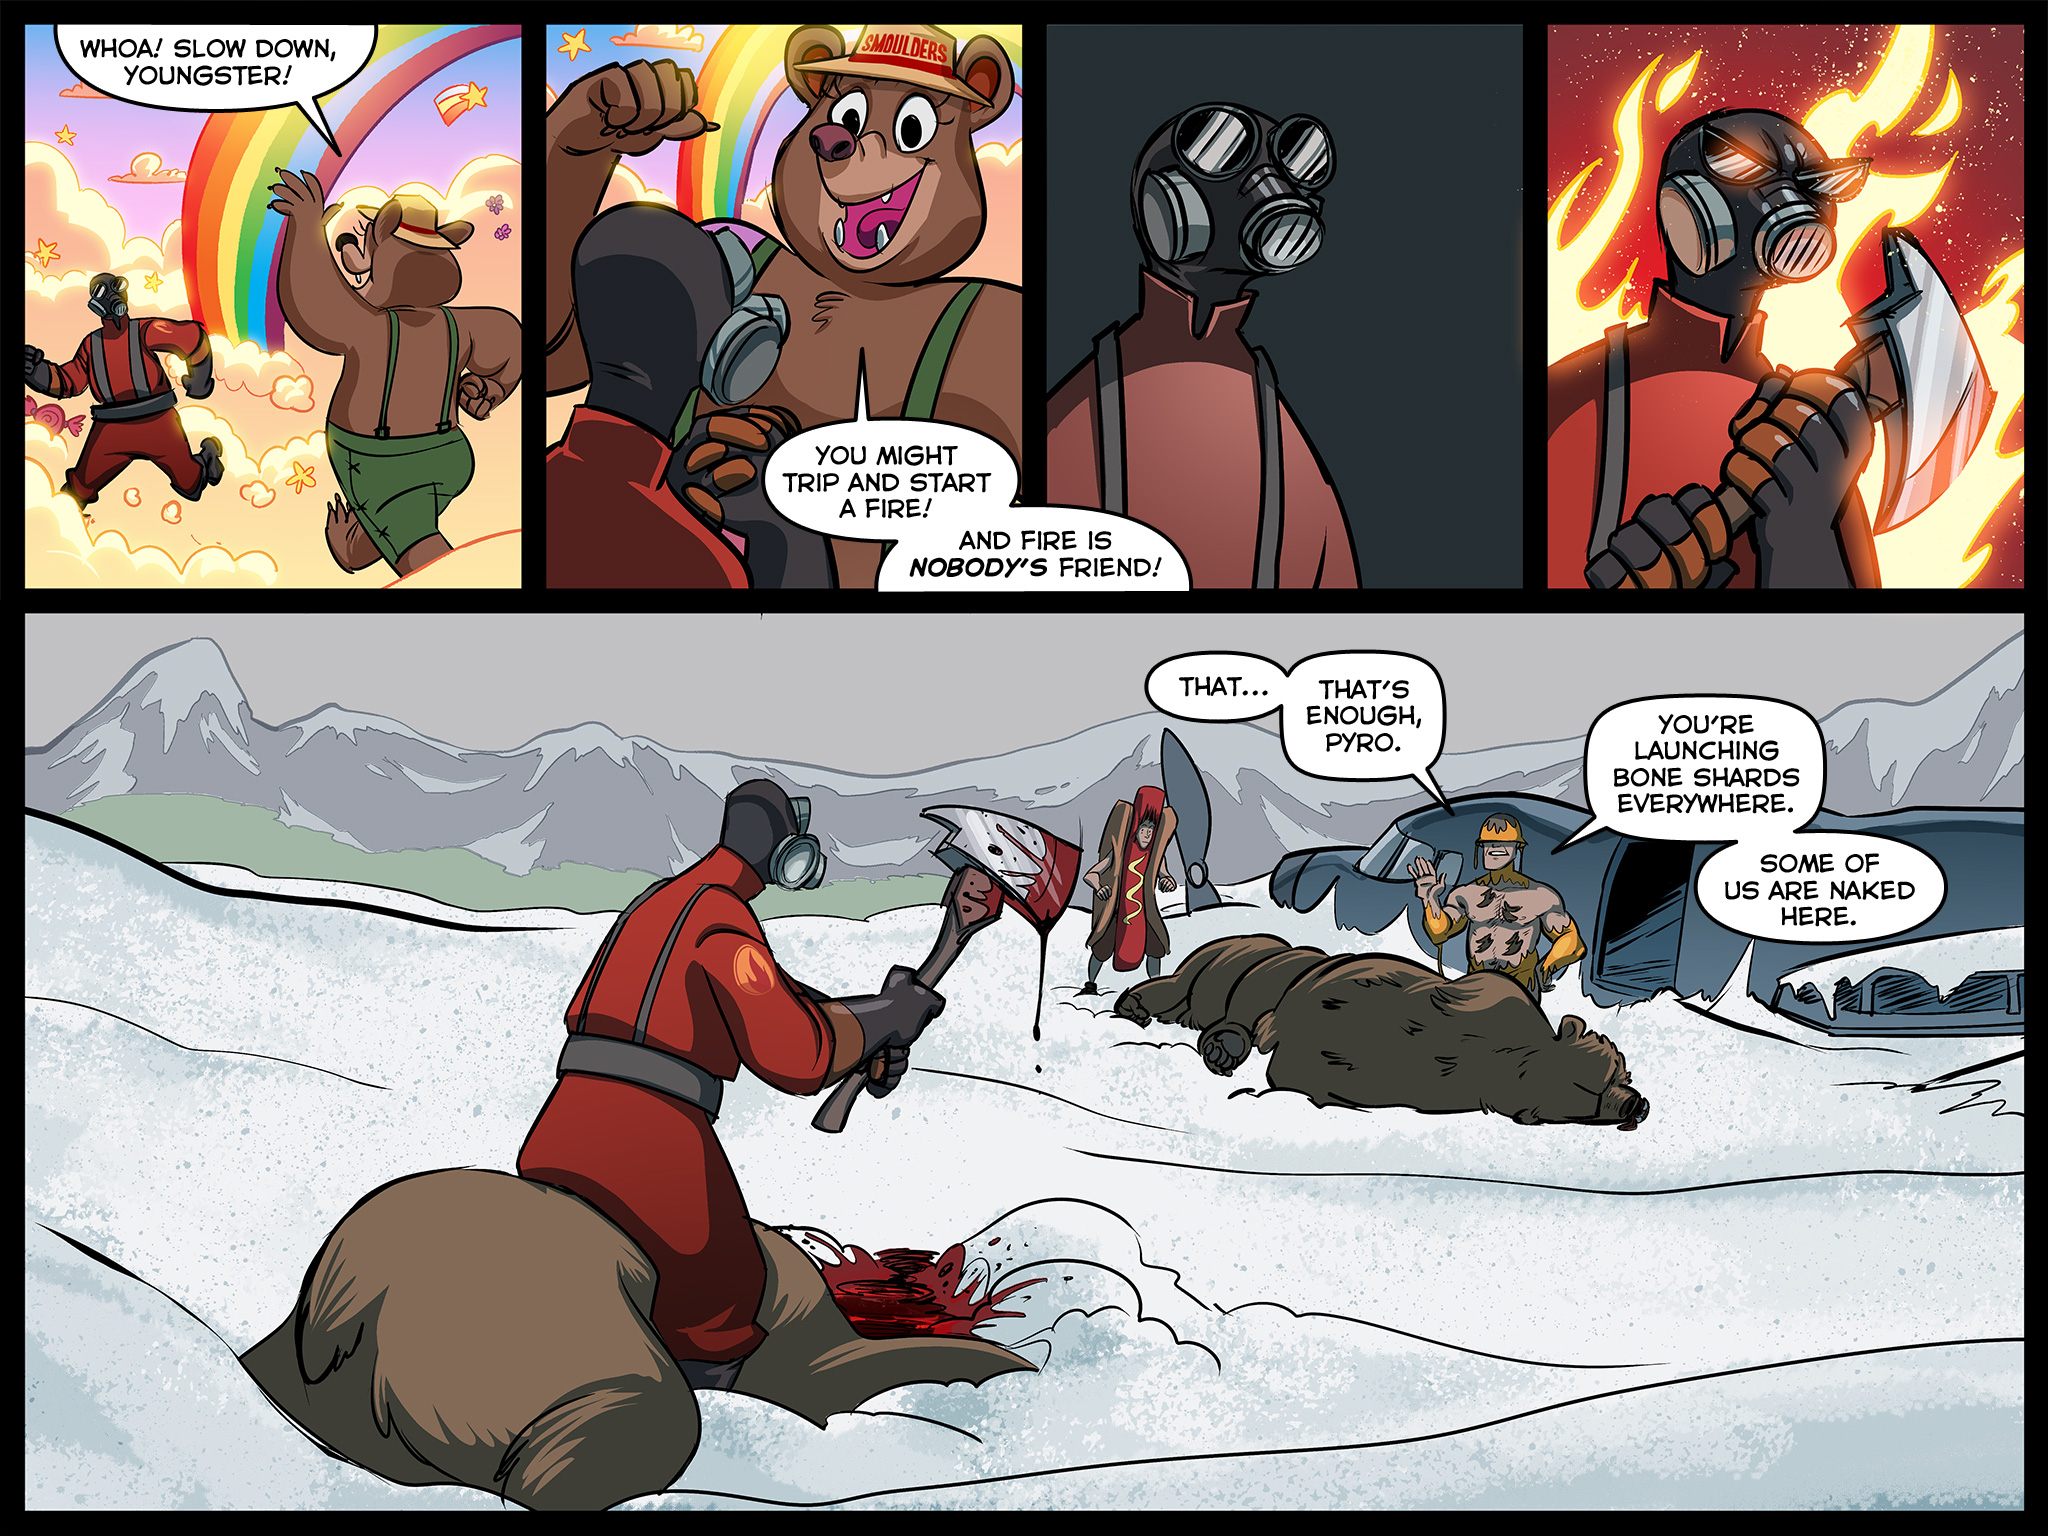 WHOA! SLOW DOWN,
YOUNGSTER!
SMOULDERS
YOU MIGHT
TRIP AND START
A FIRE!
AND FIRE IS
NOBODY'S FRIEND!
THAT...
THAT'S
ENOUGH,
PYRO.
YOU'RE
LAUNCHING
BONE SHARDS
EVERYWHERE.
SOME OF
US ARE NAKED
HERE.